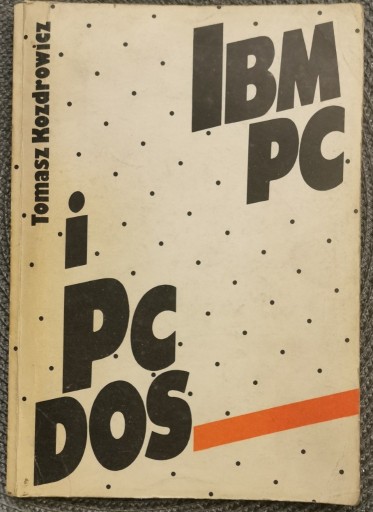 Tomasz Kozdrowicz
IBM
PC
i
PC
DOS